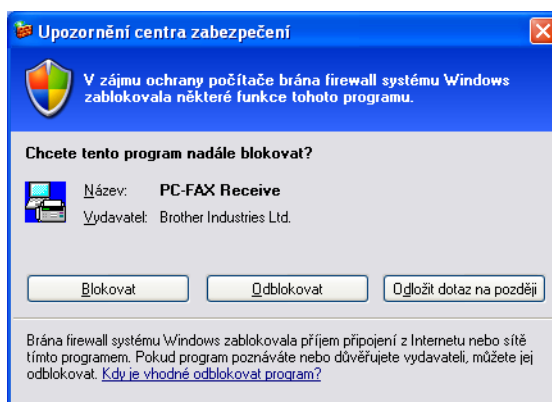 Upozornění centra zabezpečení
V zájmu ochrany počítače brána firewall systému Windows
zablokovala některé funkce tohoto programu.
Chcete tento program nadále blokovat?
Název: PC-FAX Receive
Vydavatel: Brother Industries Ltd.
Blokovat Odblokovat Odložit dotaz na později
Brána firewall systému Windows zablokovala příjem připojení z Internetu nebo sítě
tímto programem. Pokud program poznáváte nebo důvěřujete vydavateli, můžete jej
odblokovat. Kdy je vhodné odblokovat program?